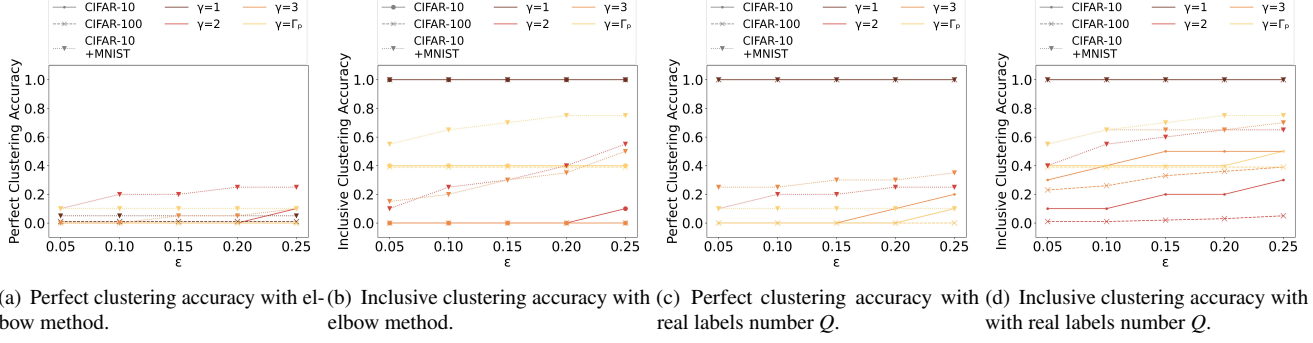 CIFAR-10 γ=1 γ=3
CIFAR-100 γ=2 γ=Γₚ
CIFAR-10
+MNIST
Perfect Clustering Accuracy
1.0
0.8
0.6
0.4
0.2
0.0
0.05 0.10 0.15 0.20 0.25
ε
(a) Perfect clustering accuracy with el-
bow method.
CIFAR-10 γ=1 γ=3
CIFAR-100 γ=2 γ=Γₚ
CIFAR-10
+MNIST
Inclusive Clustering Accuracy
1.0
0.8
0.6
0.4
0.2
0.0
0.05 0.10 0.15 0.20 0.25
ε
(b) Inclusive clustering accuracy with
elbow method.
CIFAR-10 γ=1 γ=3
CIFAR-100 γ=2 γ=Γₚ
CIFAR-10
+MNIST
Perfect Clustering Accuracy
1.0
0.8
0.6
0.4
0.2
0.0
0.05 0.10 0.15 0.20 0.25
ε
(c) Perfect clustering accuracy with
real labels number Q.
CIFAR-10 γ=1 γ=3
CIFAR-100 γ=2 γ=Γₚ
CIFAR-10
+MNIST
Inclusive Clustering Accuracy
1.0
0.8
0.6
0.4
0.2
0.0
0.05 0.10 0.15 0.20 0.25
ε
(d) Inclusive clustering accuracy with
with real labels number Q.